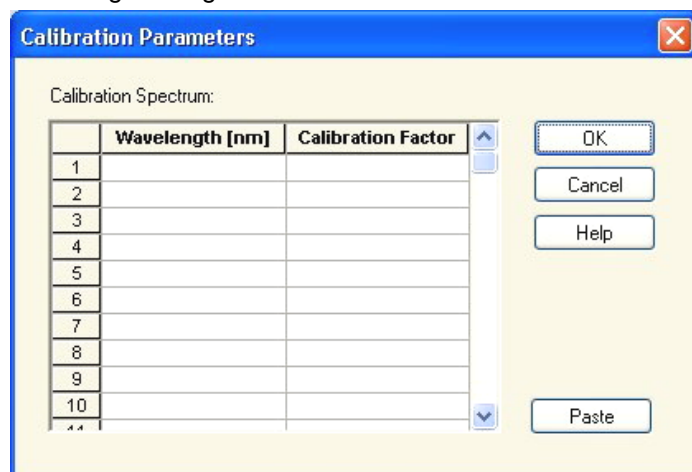 Calibration Parameters
Calibration Spectrum:
Wavelength [nm] Calibration Factor
1
2
3
4
5
6
7
8
9
10
OK
Cancel
Help
Paste